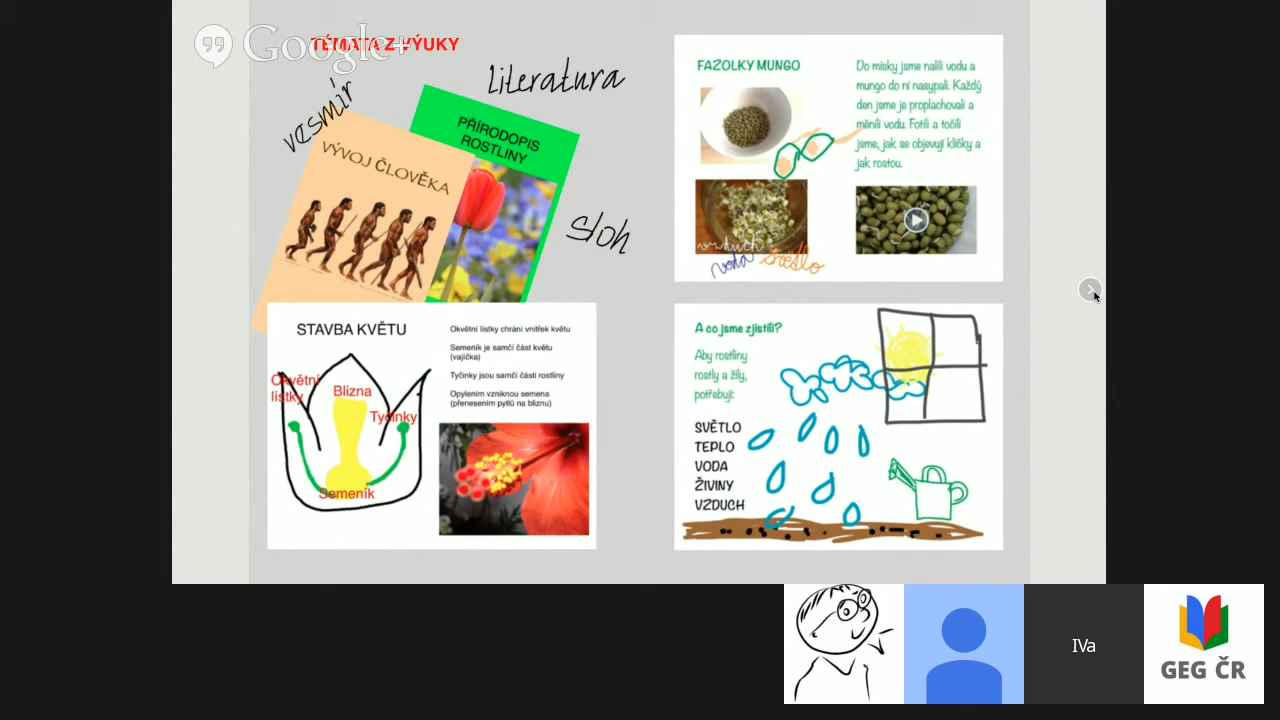 Google+
TÉMATA Z VÝUKY
literatura
vesmír
PŘÍRODOPIS
ROSTLINY
VÝVOJ ČLOVĚKA
sloh
STAVBA KVĚTU
Okvětní
lístky
Blizna
Tyčinky
Semeník
Okvětní lístky chrání vnitřek květu
Semeník je samčí část květu
(vajíčka)
Tyčinky jsou samčí části rostliny
Opylením vzniknou semena
(přenesením pytlů na bliznu)
FAZOLKY MUNGO
Do misky jsme nalili vodu a
mungo do ní nasypali. Každý
den jsme je proplachovali a
měnili vodu. Fotili a točili
jsme, jak se objevují klíčky a
jak rostou.
vzduch
voda
světlo
A co jsme zjistili?
Aby rostliny
rostly a žily,
potřebují:
SVĚTLO
TEPLO
VODA
ŽIVINY
VZDUCH
IVa
GEG ČR